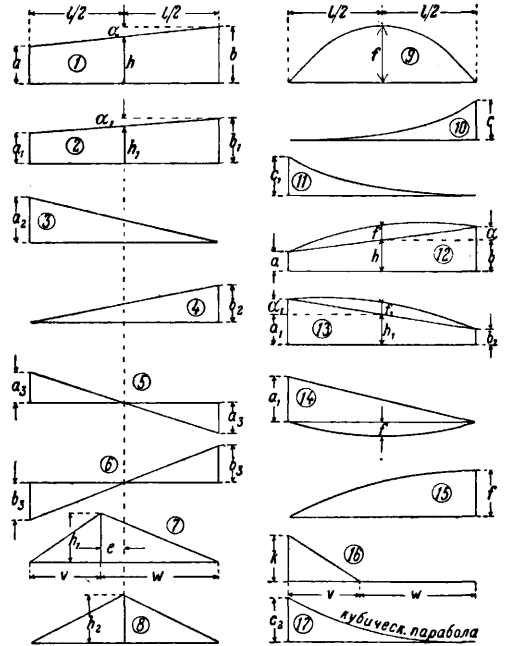 l/2 l/2
α
a 1 h b
α₁
a₁ 2 h₁ b₁
a₂ 3
4 b₂
a₃ 5 a₃
b₃ 6 b₃
h₁ e 7
v w
h₂ 8
l/2 l/2
f 9
10 c
c₁ 11
a f h 12 α b
α₁ a₁ 13 f₁ h₁ b₂
a₁ 14 f
15 f
k 16
v w
c₂ 17 кубическ. парабола